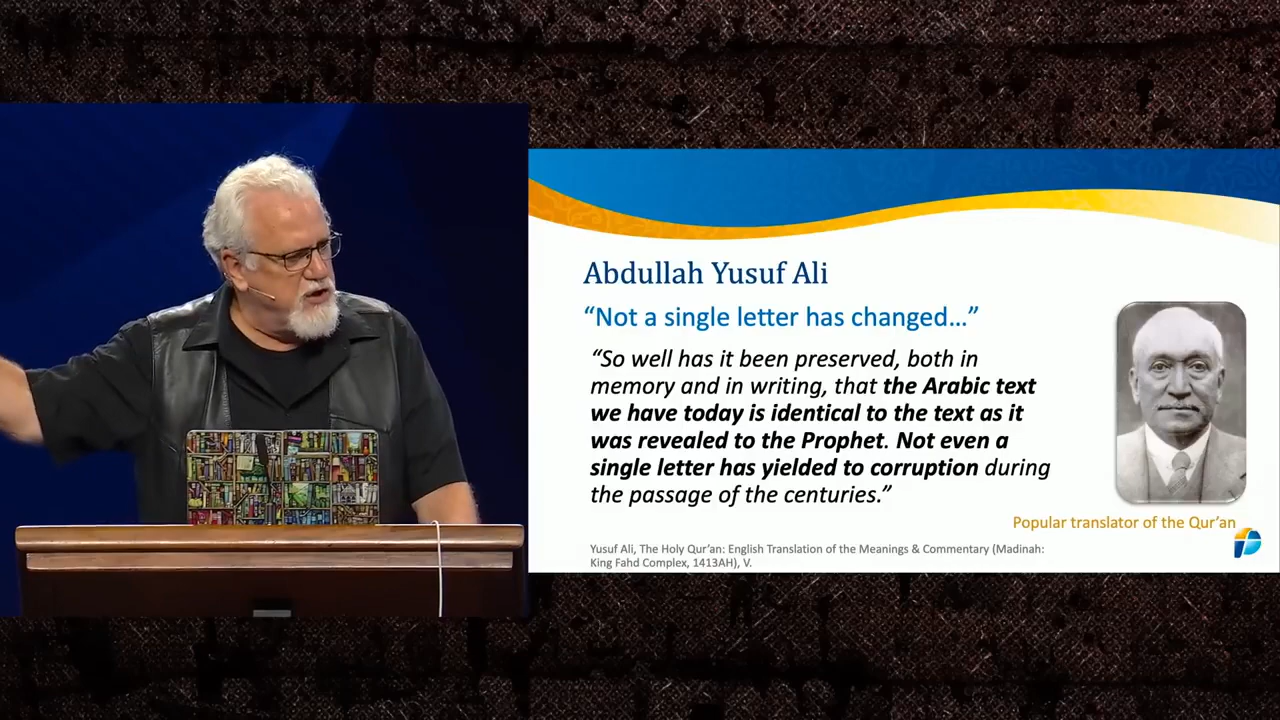 Abdullah Yusuf Ali
“Not a single letter has changed…”
“So well has it been preserved, both in
memory and in writing, that the Arabic text
we have today is identical to the text as it
was revealed to the Prophet. Not even a
single letter has yielded to corruption during
the passage of the centuries.”
Popular translator of the Qur’an
Yusuf Ali, The Holy Qur’an: English Translation of the Meanings & Commentary (Madinah:
King Fahd Complex, 1413AH), V.